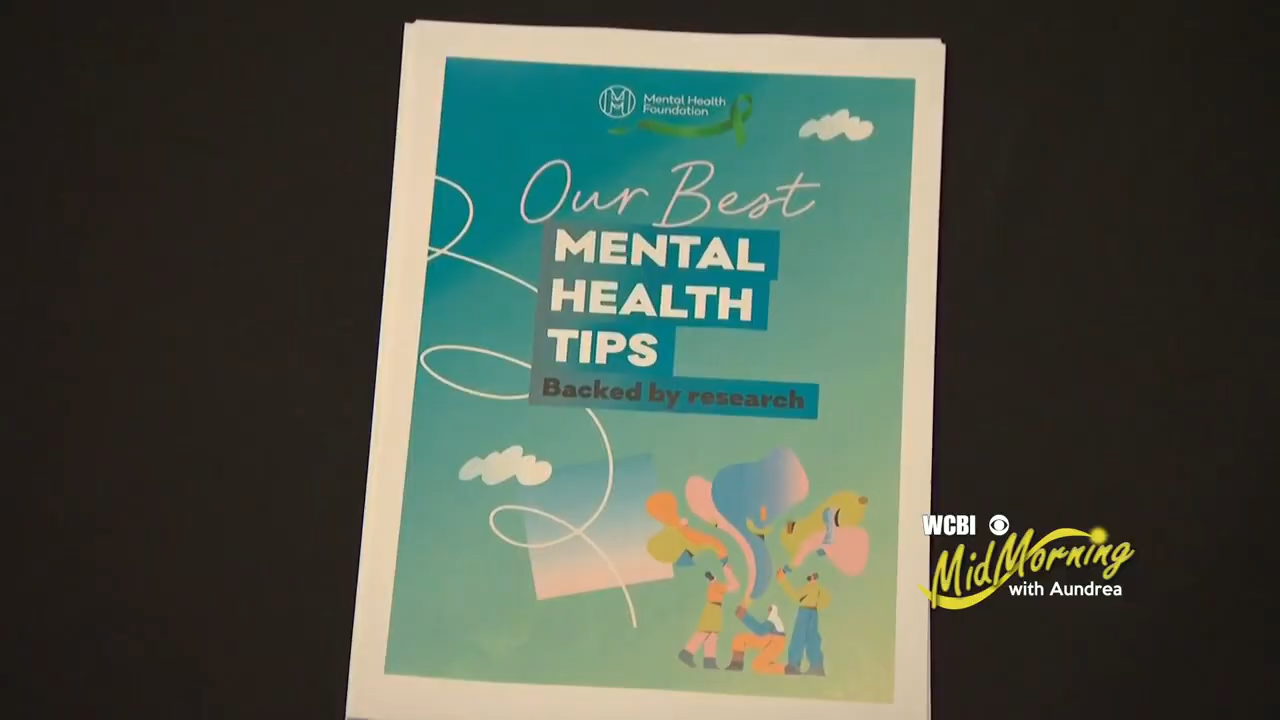 Mental Health
Foundation
Our Best
MENTAL
HEALTH
TIPS
Backed by research
WCBI
MidMorning
with Aundrea